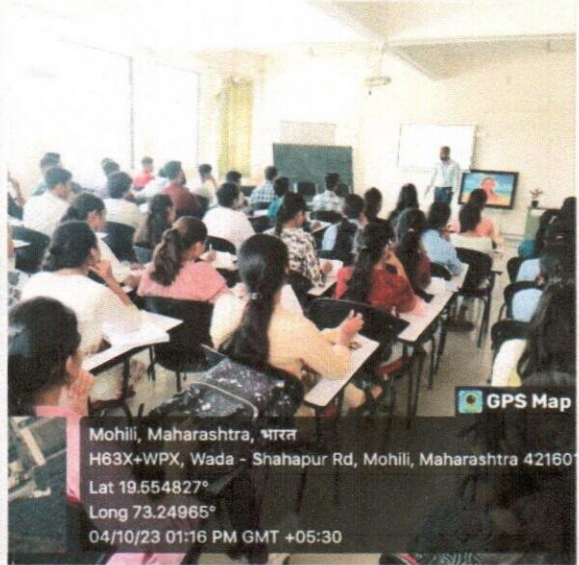 GPS Map
Mohili, Maharashtra, भारत
H63X+WPX, Wada - Shahapur Rd, Mohili, Maharashtra 421601
Lat 19.554827°
Long 73.24965°
04/10/23 01:16 PM GMT +05:30